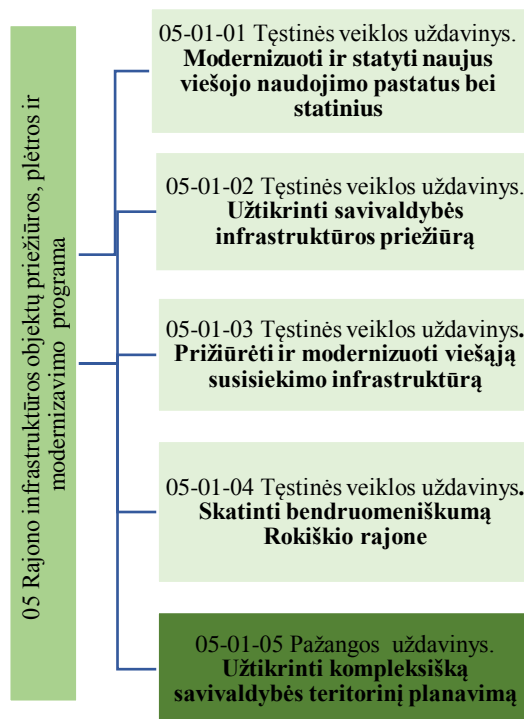 05 Rajono infrastruktūros objektų priežiūros, plėtros ir
modernizavimo programa
05-01-01 Tęstinės veiklos uždavinys.
Modernizuoti ir statyti naujus
viešojo naudojimo pastatus bei
statinius
05-01-02 Tęstinės veiklos uždavinys.
Užtikrinti savivaldybės
infrastruktūros priežiūrą
05-01-03 Tęstinės veiklos uždavinys.
Prižiūrėti ir modernizuoti viešąją
susisiekimo infrastruktūrą
05-01-04 Tęstinės veiklos uždavinys.
Skatinti bendruomeniškumą
Rokiškio rajone
05-01-05 Pažangos uždavinys.
Užtikrinti kompleksišką
savivaldybės teritorinį planavimą